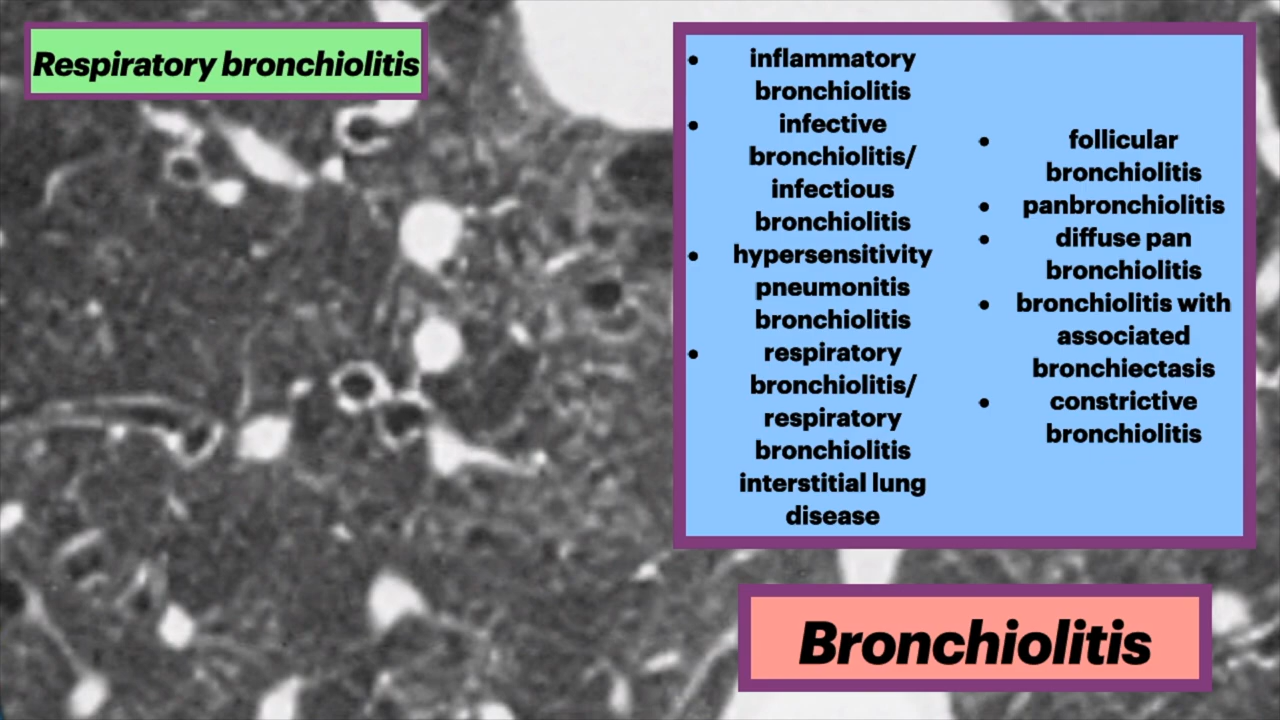 Respiratory bronchiolitis
• inflammatory
bronchiolitis
• infective
bronchiolitis/
infectious
bronchiolitis
• hypersensitivity
pneumonitis
bronchiolitis
• respiratory
bronchiolitis/
respiratory
bronchiolitis
interstitial lung
disease
• follicular
bronchiolitis
• panbronchiolitis
• diffuse pan
bronchiolitis
• bronchiolitis with
associated
bronchiectasis
• constrictive
bronchiolitis
Bronchiolitis